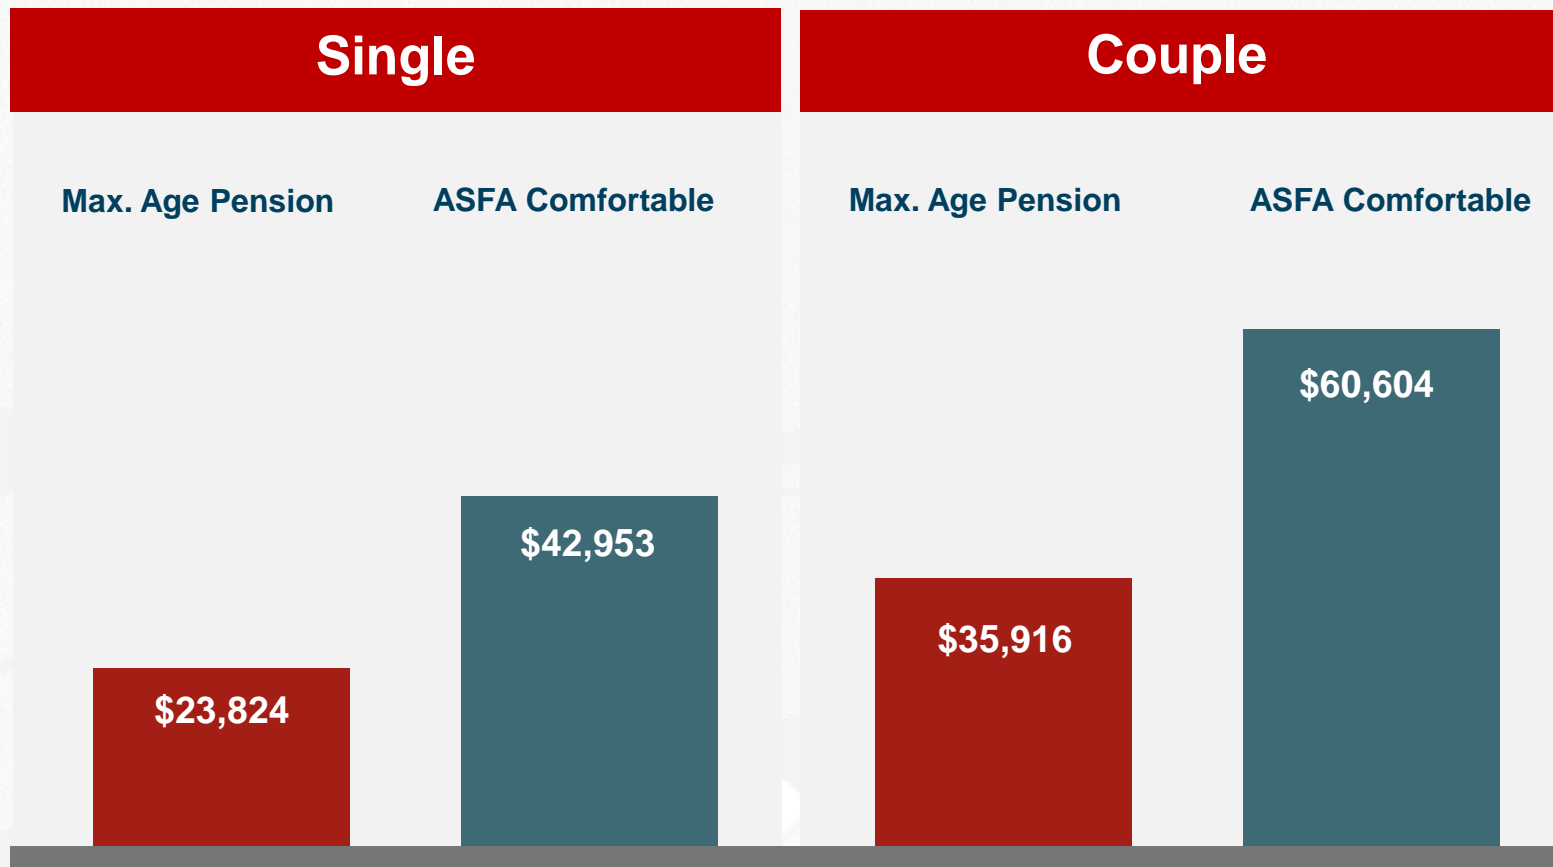 Single
Max. Age Pension
ASFA Comfortable
$42,953
$23,824
Couple
Max. Age Pension
ASFA Comfortable
$60,604
$35,916